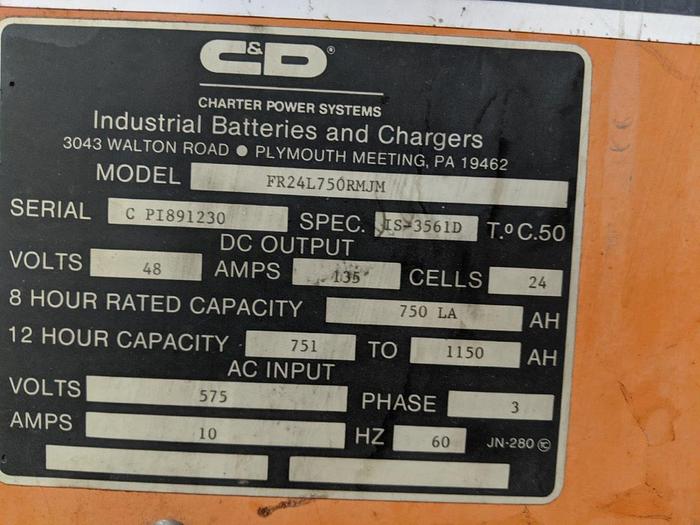 C&D®
CHARTER POWER SYSTEMS
Industrial Batteries and Chargers
3043 WALTON ROAD ● PLYMOUTH MEETING, PA 19462
MODEL FR24L750RMJM
SERIAL C PI891230 SPEC. IS-3561D T.º C.50
DC OUTPUT
VOLTS 48 AMPS 135 CELLS 24
8 HOUR RATED CAPACITY 750 LA AH
12 HOUR CAPACITY 751 TO 1150 AH
AC INPUT
VOLTS 575 PHASE 3
AMPS 10 HZ 60 JN-280